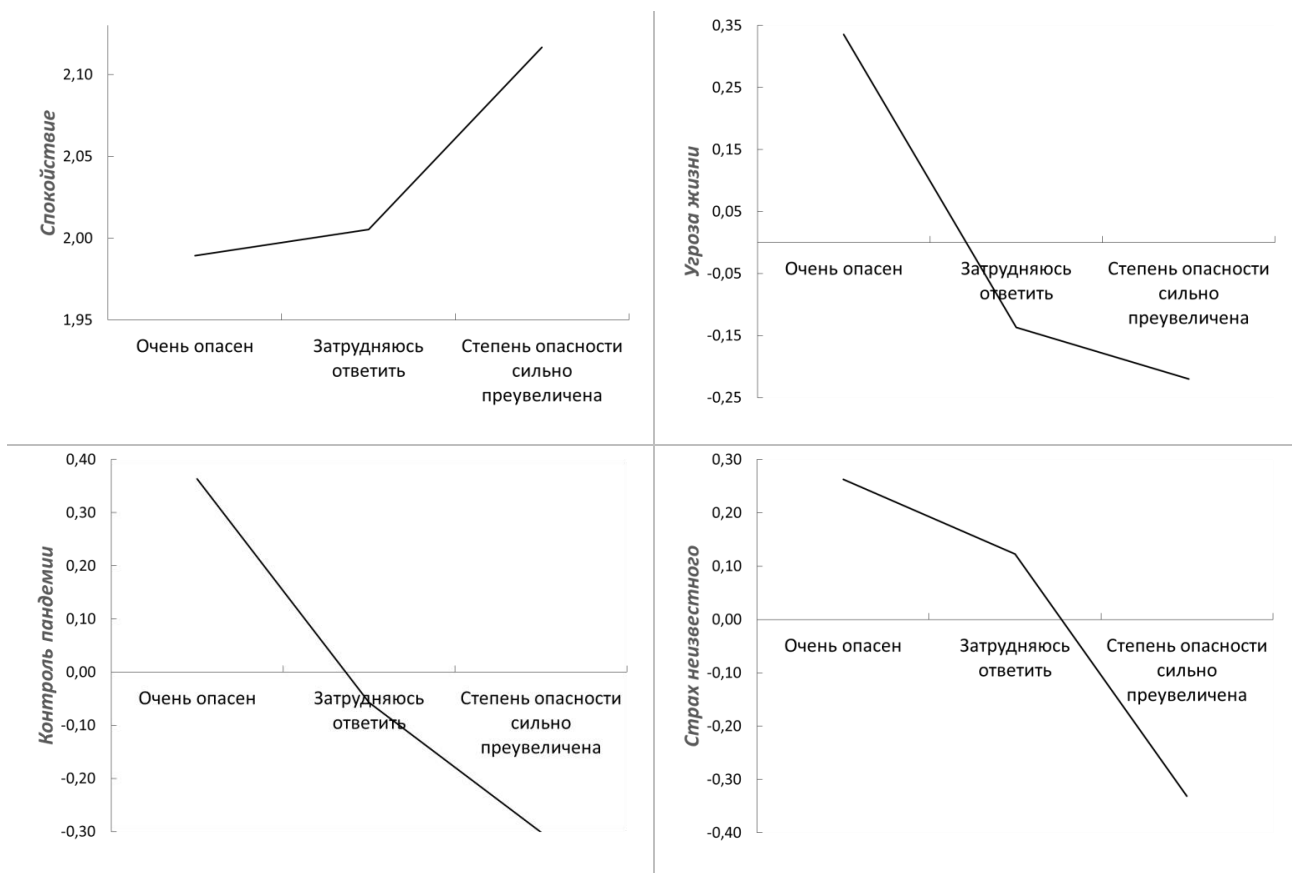 2,10
2,05
2,00
1,95
Спокойствие
Очень опасен
Затрудняюсь
ответить
Степень опасности
сильно
преувеличена
0,35
0,25
0,15
0,05
-0,05
-0,15
-0,25
Угроза жизни
Очень опасен
Затрудняюсь
ответить
Степень опасности
сильно
преувеличена
0,40
0,30
0,20
0,10
0,00
-0,10
-0,20
-0,30
Контроль пандемии
Очень опасен
Затрудняюсь
ответить
Степень опасности
сильно
преувеличена
0,30
0,20
0,10
0,00
-0,10
-0,20
-0,30
-0,40
Страх неизвестного
Очень опасен
Затрудняюсь
ответить
Степень опасности
сильно
преувеличена